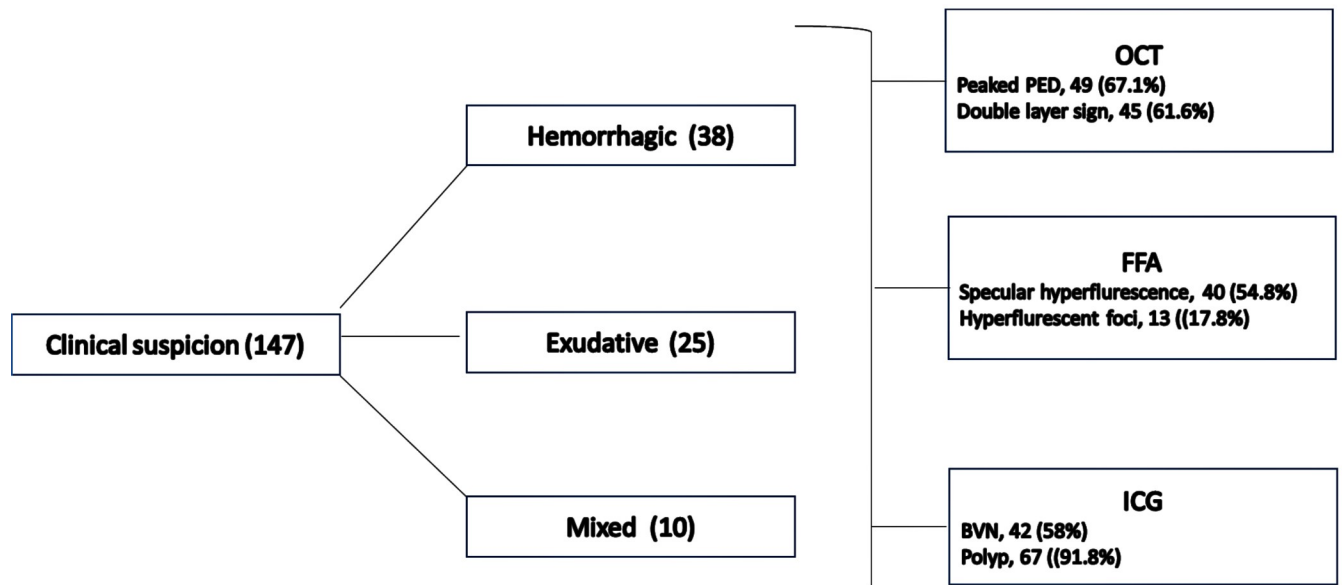 Clinical suspicion (147)
Hemorrhagic (38)
Exudative (25)
Mixed (10)
OCT
Peaked PED, 49 (67.1%)
Double layer sign, 45 (61.6%)
FFA
Specular hyperflurescence, 40 (54.8%)
Hyperflurescent foci, 13 ((17.8%)
ICG
BVN, 42 (58%)
Polyp, 67 ((91.8%)